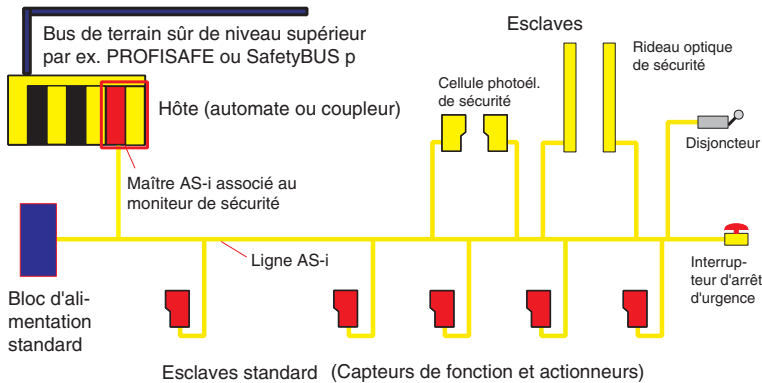 Bus de terrain sûr de niveau supérieur
par ex. PROFISAFE ou SafetyBUS p
Esclaves
Rideau optique
de sécurité
Cellule photoél.
de sécurité
Hôte (automate ou coupleur)
Disjoncteur
Maître AS-i associé au
moniteur de sécurité
Ligne AS-i
Interrup-
teur d'arrêt
d'urgence
Bloc d'ali-
mentation
standard
Esclaves standard (Capteurs de fonction et actionneurs)